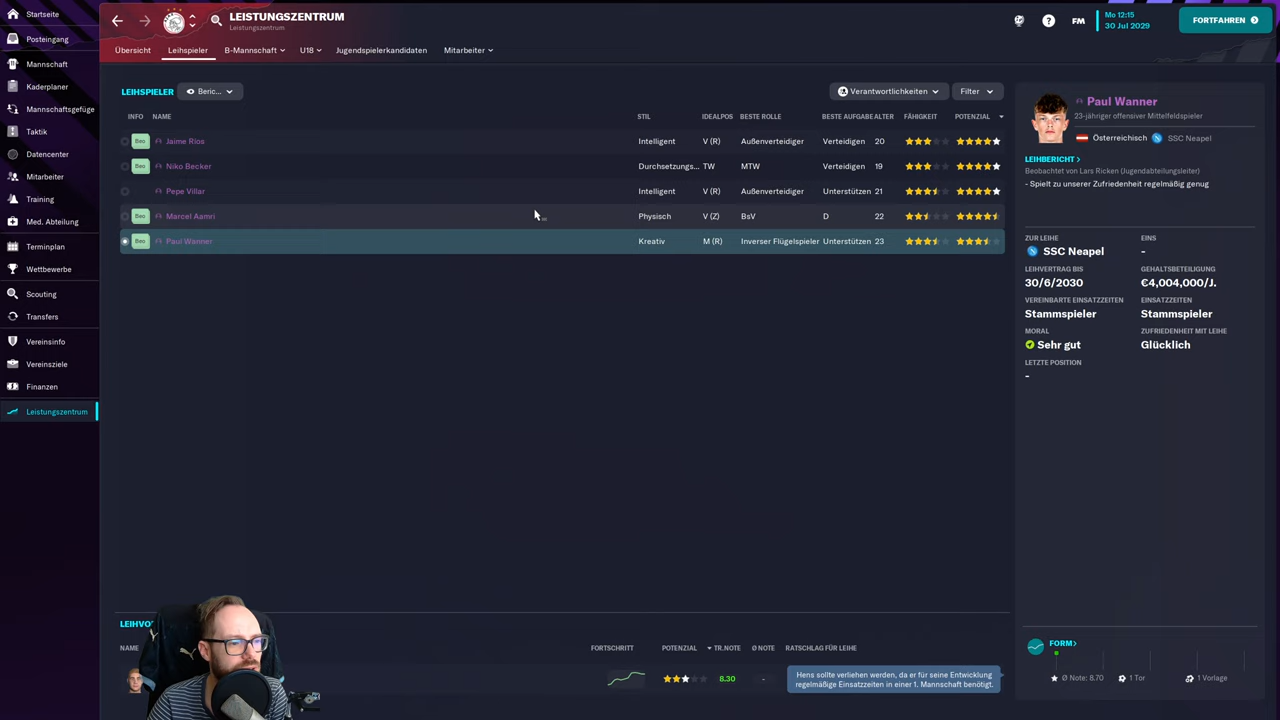 Startseite
Posteingang
Mannschaft
Kaderplaner
Mannschaftsgefüge
Taktik
Datencenter
Mitarbeiter
Training
Med. Abteilung
Terminplan
Wettbewerbe
Scouting
Transfers
Vereinsinfo
Vereinsziele
Finanzen
Leistungszentrum
LEISTUNGSZENTRUM
Leistungszentrum
FM
Mo 12:15
30 Jul 2029
FORTFAHREN
Übersicht
Leihspieler
B-Mannschaft
U18
Jugendspielerkandidaten
Mitarbeiter
LEIHSPIELER
Beric...
Verantwortlichkeiten
Filter
INFO NAME STIL IDEALPOS BESTE ROLLE BESTE AUFGABE ALTER FÄHIGKEIT POTENZIAL
Beo Jaime Rios Intelligent V (R) Außenverteidiger Verteidigen 20
Beo Niko Becker Durchsetzungs... TW MTW Verteidigen 19
Pepe Villar Intelligent V (R) Außenverteidiger Unterstützen 21
Beo Marcel Aamri Physisch V (Z) BsV D 22
Beo Paul Wanner Kreativ M (R) Inverser Flügelspieler Unterstützen 23
Paul Wanner
23-jähriger offensiver Mittelfeldspieler
Österreichisch SSC Neapel
LEIHBERICHT >
Beobachtet von Lars Ricken (Jugendabteilungsleiter)
- Spielt zu unserer Zufriedenheit regelmäßig genug
ZUR LEIHE EINS
SSC Neapel -
LEIHVERTRAG BIS GEHALTSBETEILIGUNG
30/6/2030 €4,004,000/J.
VEREINBARTE EINSATZZEITEN EINSATZZEITEN
Stammspieler Stammspieler
MORAL ZUFRIEDENHEIT MIT LEIHE
Sehr gut Glücklich
LETZTE POSITION
-
FORM >
Ø Note: 8.70 1 Tor 1 Vorlage
LEIHVO
NAME FORTSCHRITT POTENZIAL TR.NOTE Ø NOTE RATSCHLAG FÜR LEIHE
8.30 - Hens sollte verliehen werden, da er für seine Entwicklung
regelmäßige Einsatzzeiten in einer 1. Mannschaft benötigt.